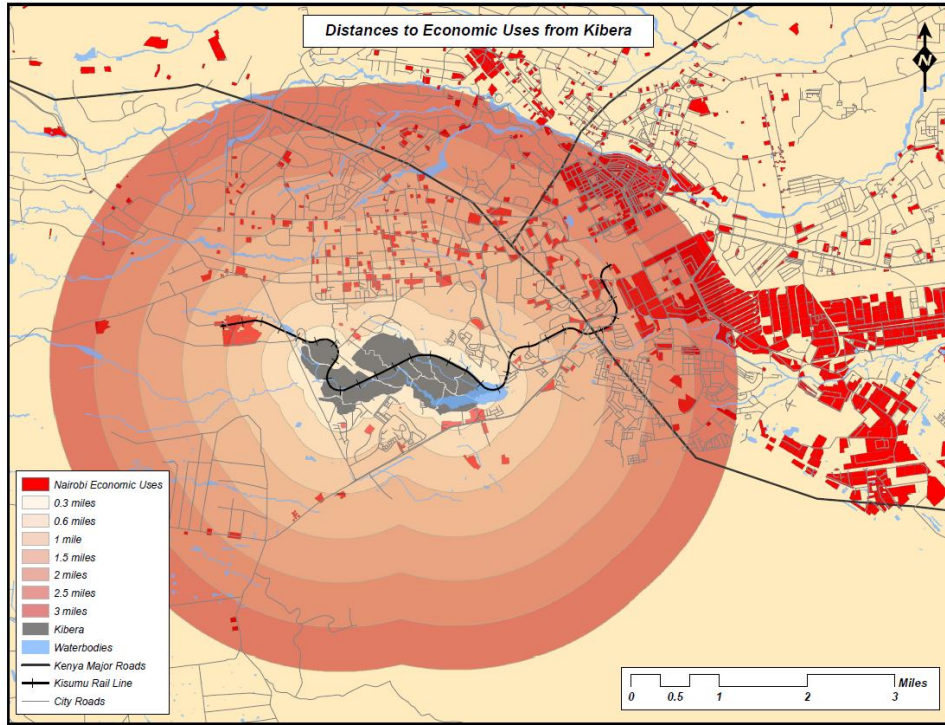 Distances to Economic Uses from Kibera
N
Nairobi Economic Uses
0.3 miles
0.6 miles
1 mile
1.5 miles
2 miles
2.5 miles
3 miles
Kibera
Waterbodies
Kenya Major Roads
Kisumu Rail Line
City Roads
Miles
0 0.5 1 2 3